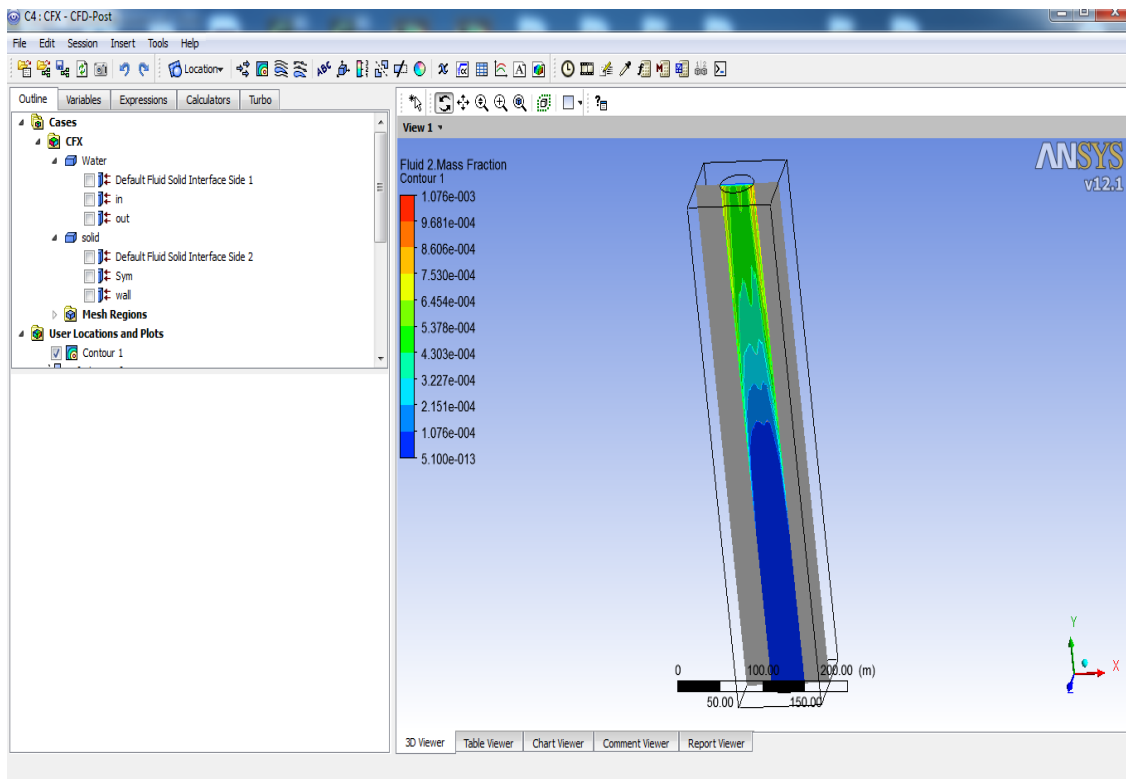 C4 : CFX - CFD-Post
File Edit Session Insert Tools Help
Location
Outline Variables Expressions Calculators Turbo
Cases
CFX
Water
Default Fluid Solid Interface Side 1
in
out
solid
Default Fluid Solid Interface Side 2
Sym
wall
Mesh Regions
User Locations and Plots
Contour 1
View 1
Fluid 2.Mass Fraction
Contour 1
1.076e-003
9.681e-004
8.606e-004
7.530e-004
6.454e-004
5.378e-004
4.303e-004
3.227e-004
2.151e-004
1.076e-004
5.100e-013
ANSYS
v12.1
Y
X
Z
0 100.00 200.00 (m)
50.00 150.00
3D Viewer Table Viewer Chart Viewer Comment Viewer Report Viewer